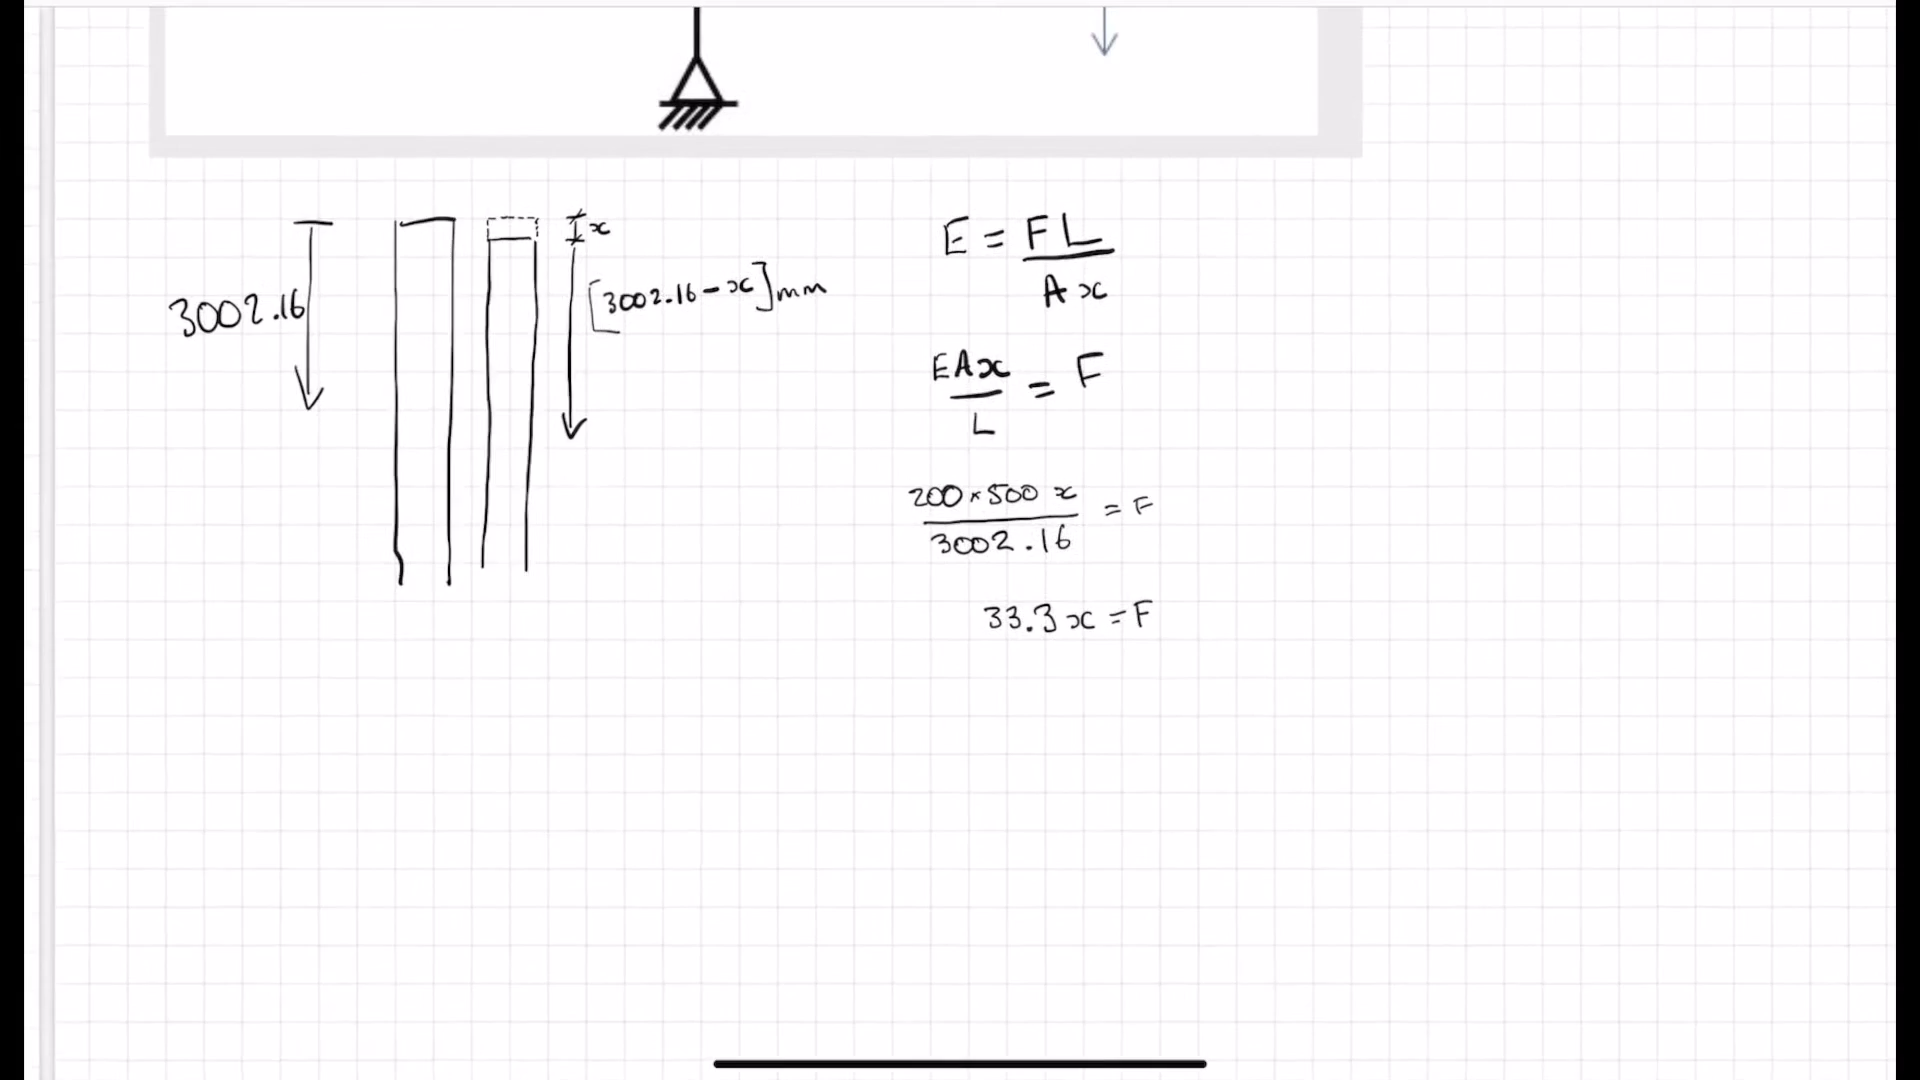 x
3002.16
[3002.16-x]mm
E = FL
Ax
EAx = F
L
200×500 x = F
3002.16
33.3x = F